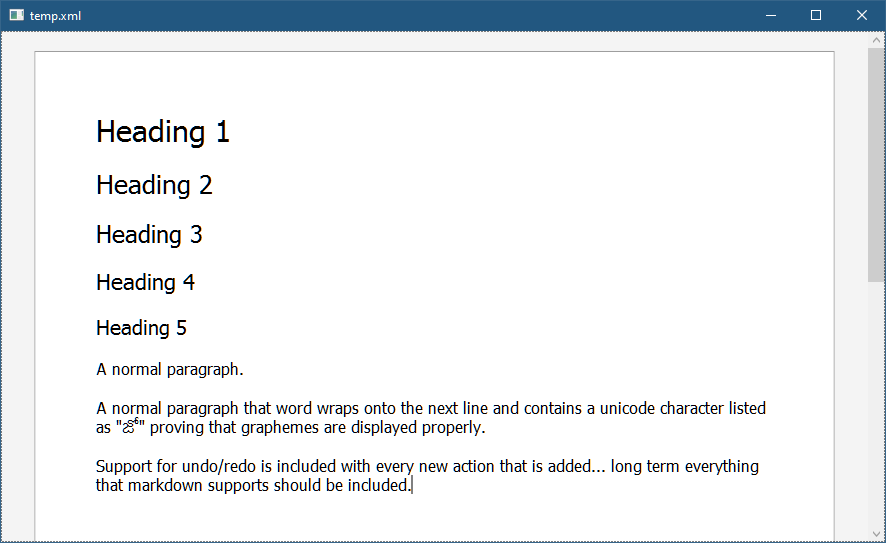 temp.xml
Heading 1
Heading 2
Heading 3
Heading 4
Heading 5
A normal paragraph.
A normal paragraph that word wraps onto the next line and contains a unicode character listed
as "జ్" proving that graphemes are displayed properly.
Support for undo/redo is included with every new action that is added... long term everything
that markdown supports should be included.